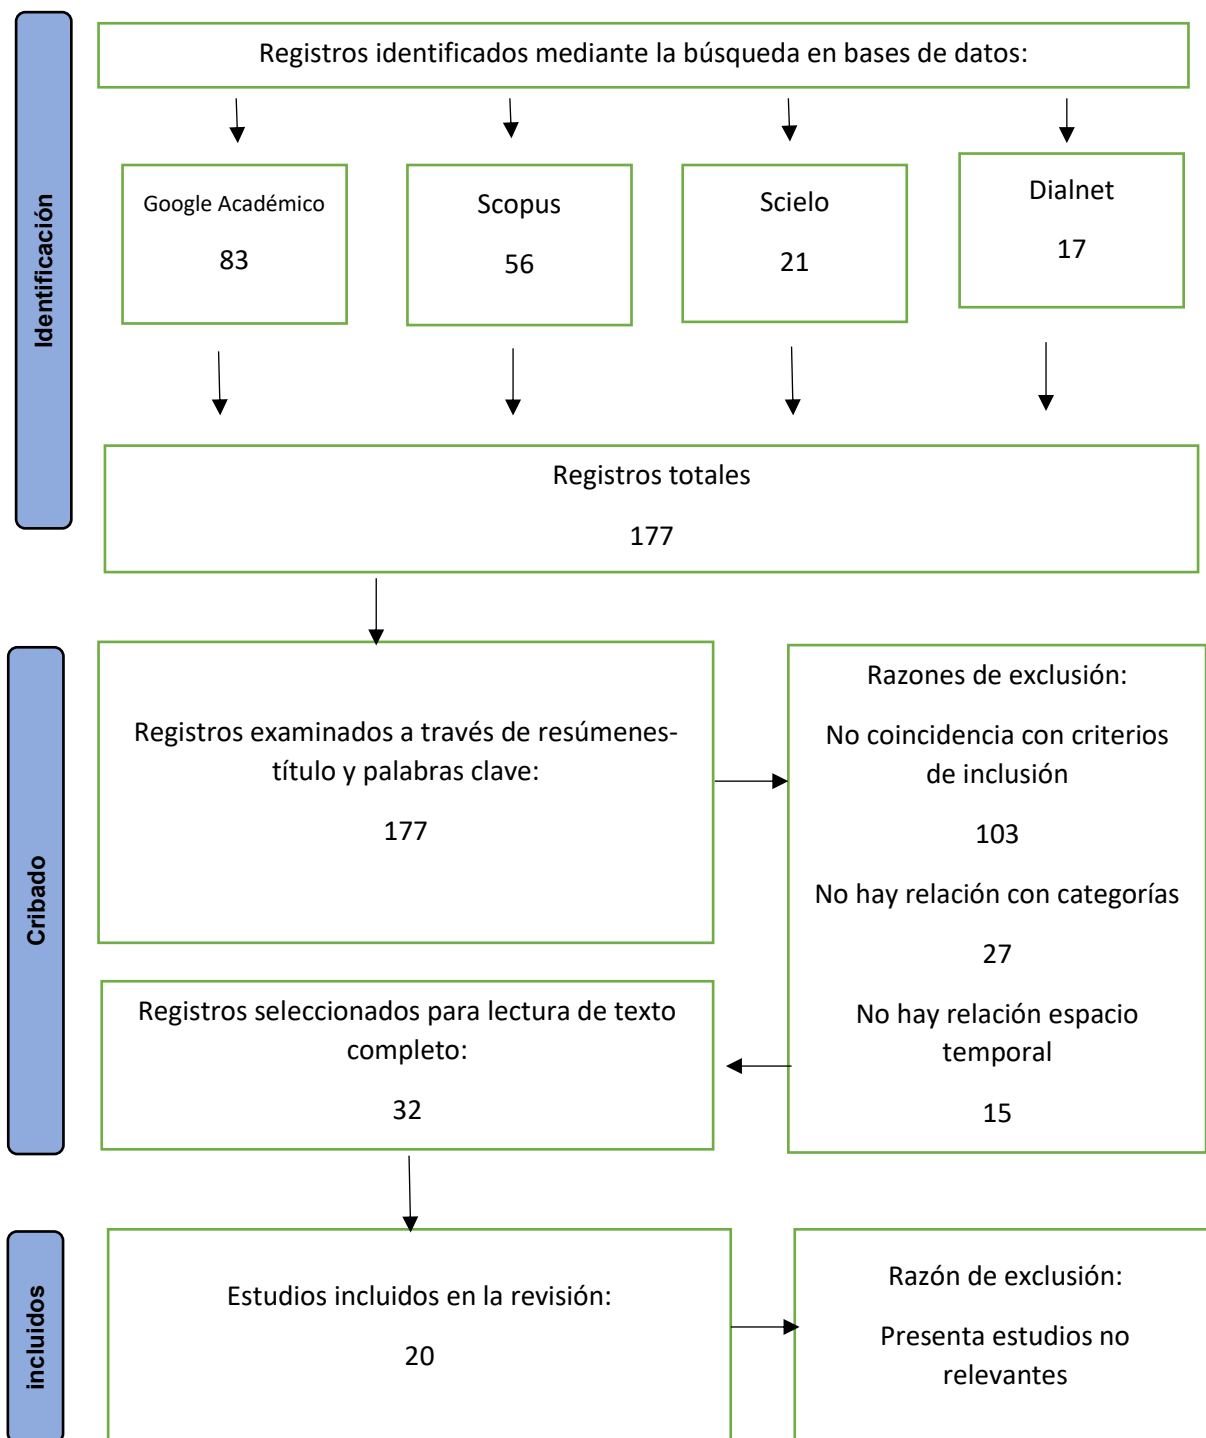 Identificación
Registros identificados mediante la búsqueda en bases de datos:
Google Académico
83
Scopus
56
Scielo
21
Dialnet
17
Registros totales
177
Cribado
Registros examinados a través de resúmenes-
título y palabras clave:
177
Razones de exclusión:
No coincidencia con criterios
de inclusión
103
No hay relación con categorías
27
No hay relación espacio
temporal
15
Registros seleccionados para lectura de texto
completo:
32
incluidos
Estudios incluidos en la revisión:
20
Razón de exclusión:
Presenta estudios no
relevantes